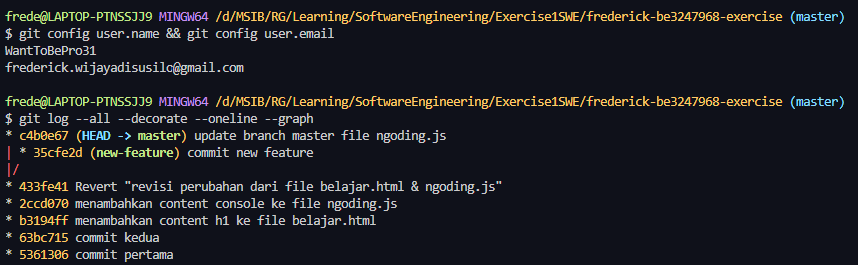 frede@LAPTOP-PTNSSJJ9 MINGW64 /d/MSIB/RG/Learning/SoftwareEngineering/Exercise1SWE/frederick-be3247968-exercise (master)
$ git config user.name && git config user.email
WantToBePro31
frederick.wijayadisusilo@gmail.com
frede@LAPTOP-PTNSSJJ9 MINGW64 /d/MSIB/RG/Learning/SoftwareEngineering/Exercise1SWE/frederick-be3247968-exercise (master)
$ git log --all --decorate --oneline --graph
* c4b0e67 (HEAD -> master) update branch master file ngoding.js
| * 35cfe2d (new-feature) commit new feature
|/
* 433fe41 Revert "revisi perubahan dari file belajar.html & ngoding.js"
* 2ccd070 menambahkan content console ke file ngoding.js
* b3194ff menambahkan content h1 ke file belajar.html
* 63bc715 commit kedua
* 5361306 commit pertama